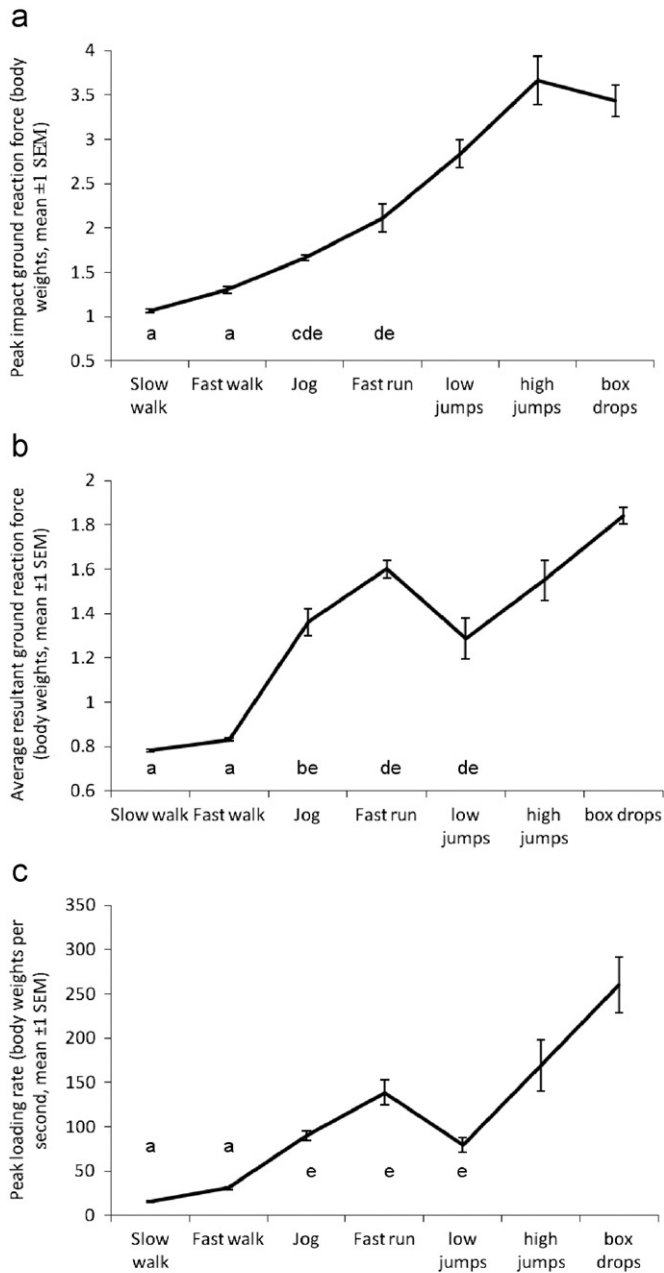 a
Peak impact ground reaction force (body
weights, mean ±1 SEM)
4
3.5
3
2.5
2
1.5
1
0.5
a
a
cde
de
Slow
walk
Fast walk
Jog
Fast run
low
jumps
high
jumps
box
drops
b
Average resultant ground reaction force
(body weights, mean ±1 SEM)
2
1.8
1.6
1.4
1.2
1
0.8
0.6
a
a
be
de
de
Slow walk
Fast walk
Jog
Fast run
low
jumps
high
jumps
box drops
c
Peak loading rate (body weights per
second, mean ±1 SEM)
350
300
250
200
150
100
50
0
a
a
e
e
e
Slow
walk
Fast walk
Jog
Fast run
low
jumps
high
jumps
box
drops